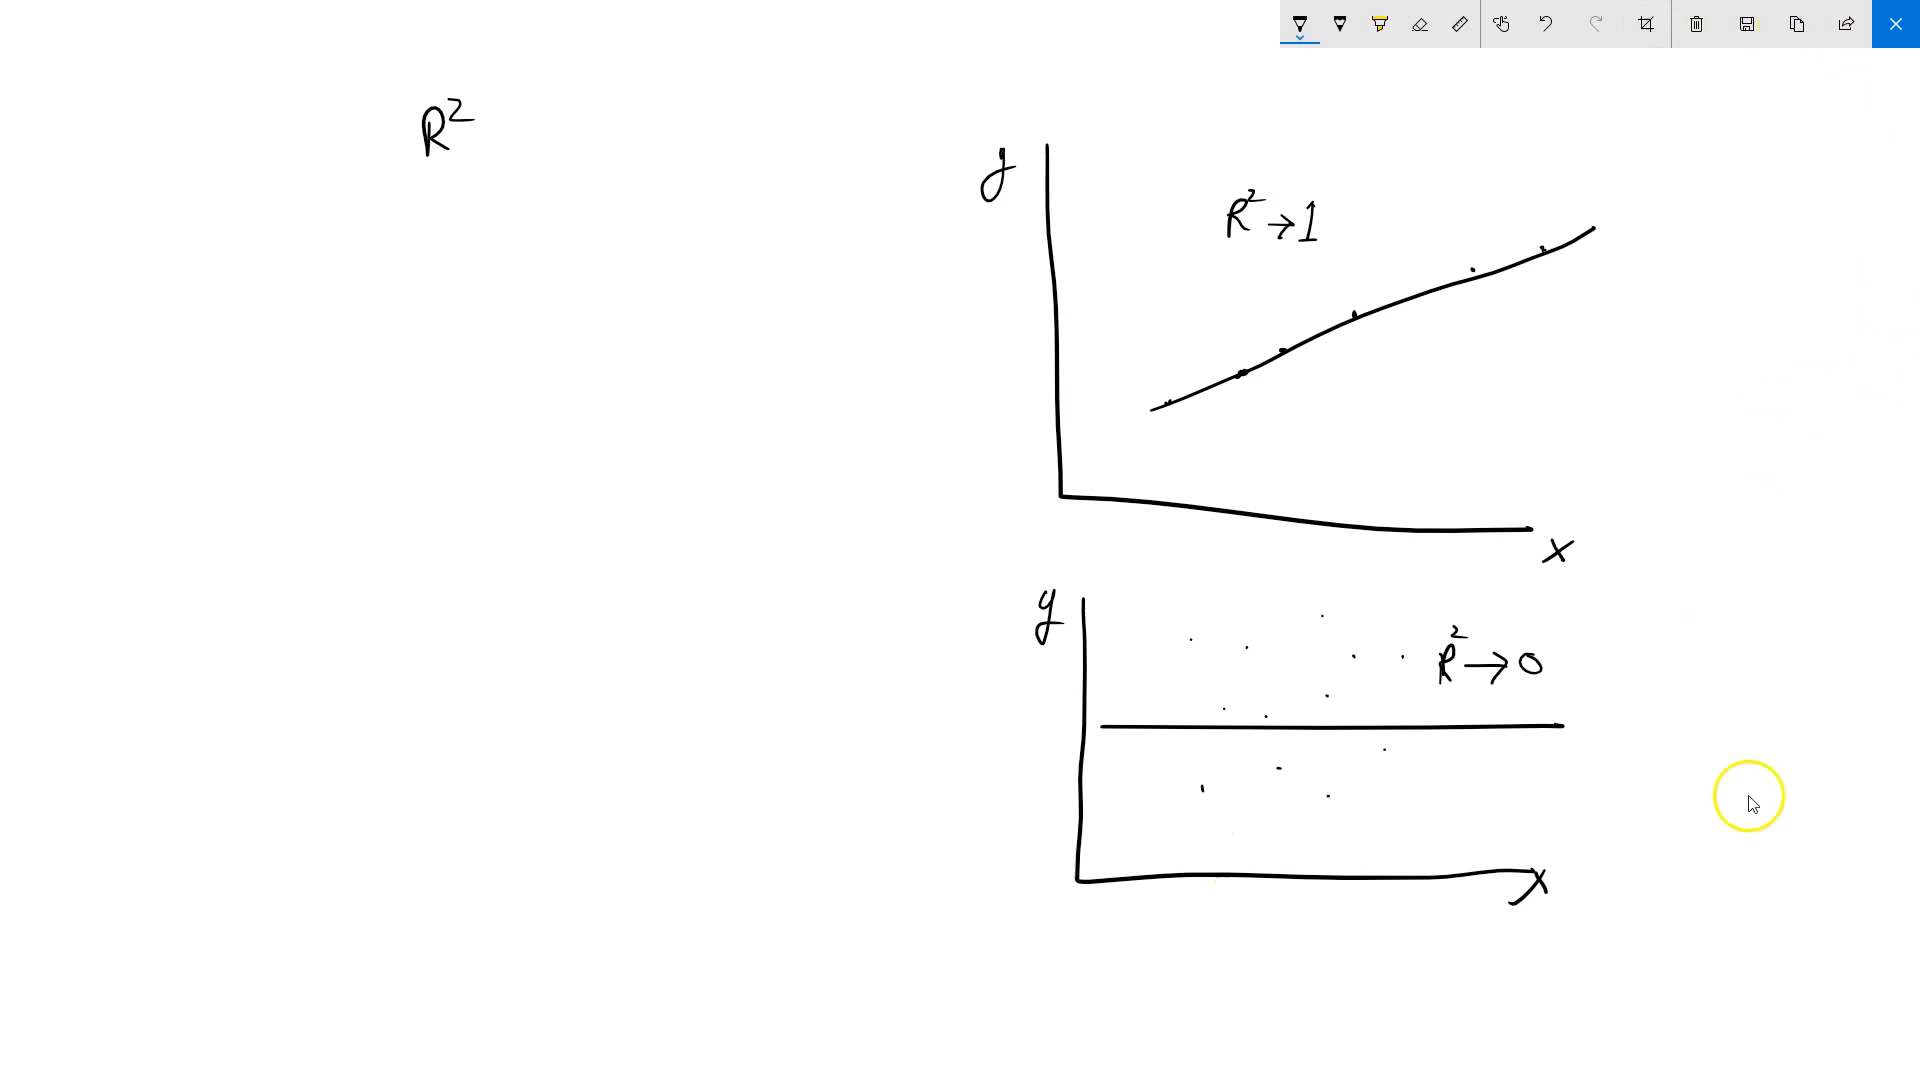 R²
y
R² → 1
x
y
R² → 0
x